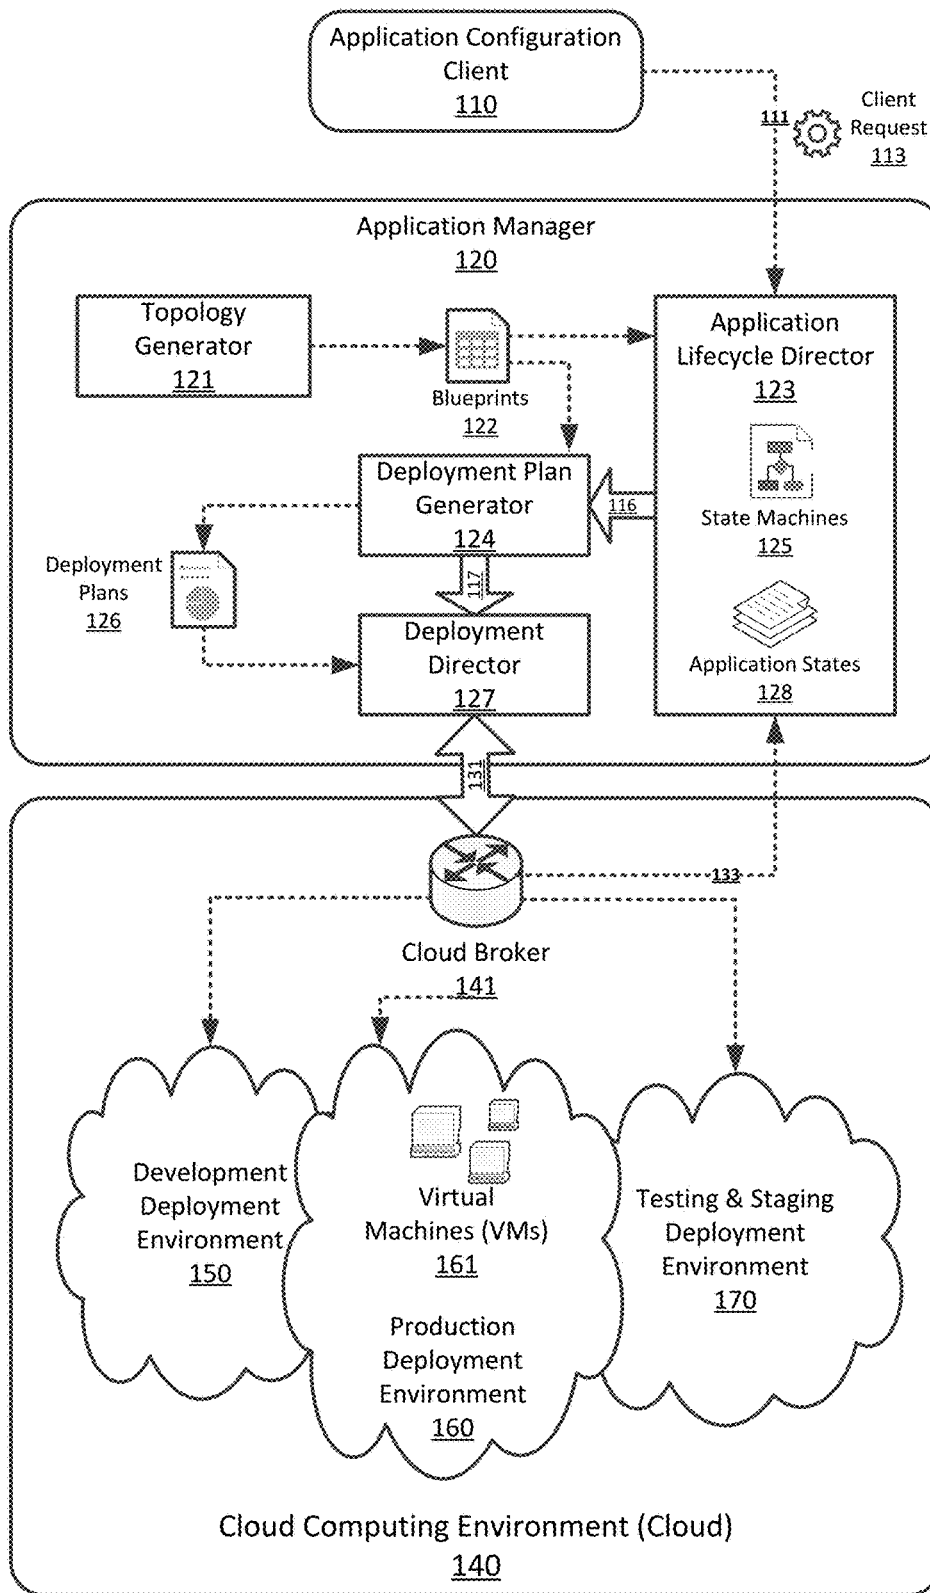 Application Configuration
Client
110
111
Client
Request
113
Application Manager
120
Topology
Generator
121
Blueprints
122
Application
Lifecycle Director
123
State Machines
125
Application States
128
Deployment Plan
Generator
124
116
117
Deployment
Plans
126
Deployment
Director
127
131
133
Cloud Broker
141
Development
Deployment
Environment
150
Virtual
Machines (VMs)
161
Production
Deployment
Environment
160
Testing & Staging
Deployment
Environment
170
Cloud Computing Environment (Cloud)
140